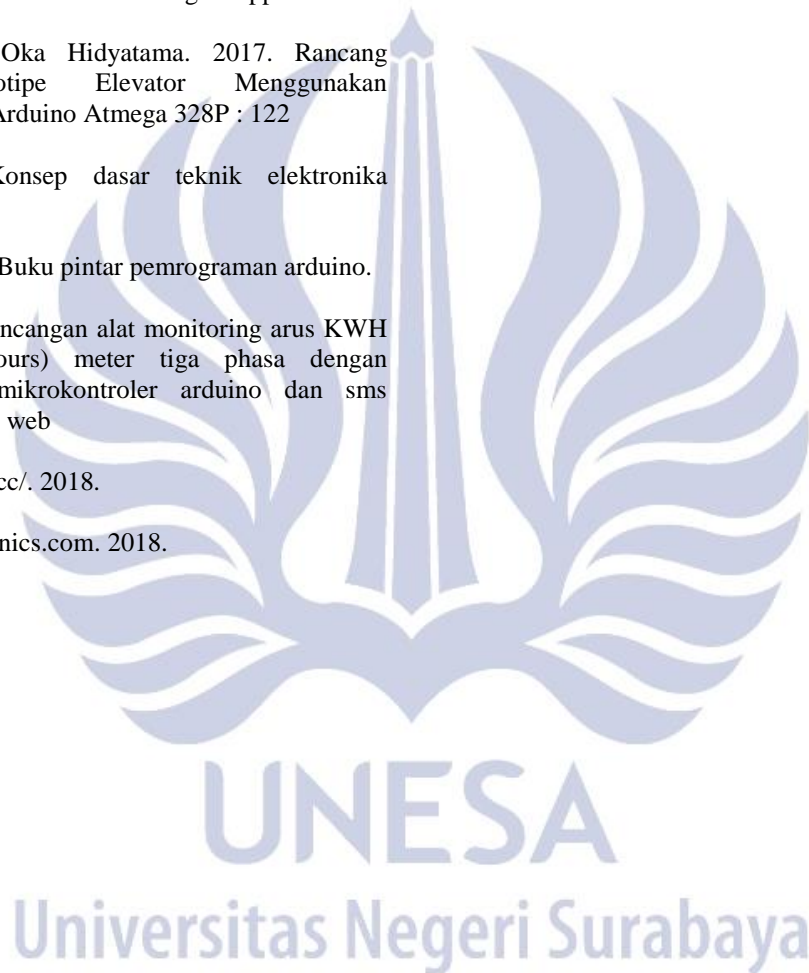 Oka Hidyatama. 2017. Rancang
Elevator Menggunakan
Arduino Atmega 328P : 122
Konsep dasar teknik elektronika
Buku pintar pemrograman arduino.
ancangan alat monitoring arus KWH
ours) meter tiga phasa dengan
mikrokontroler arduino dan sms
web
cc/. 2018.
nics.com. 2018.
UNESA
Universitas Negeri Surabaya